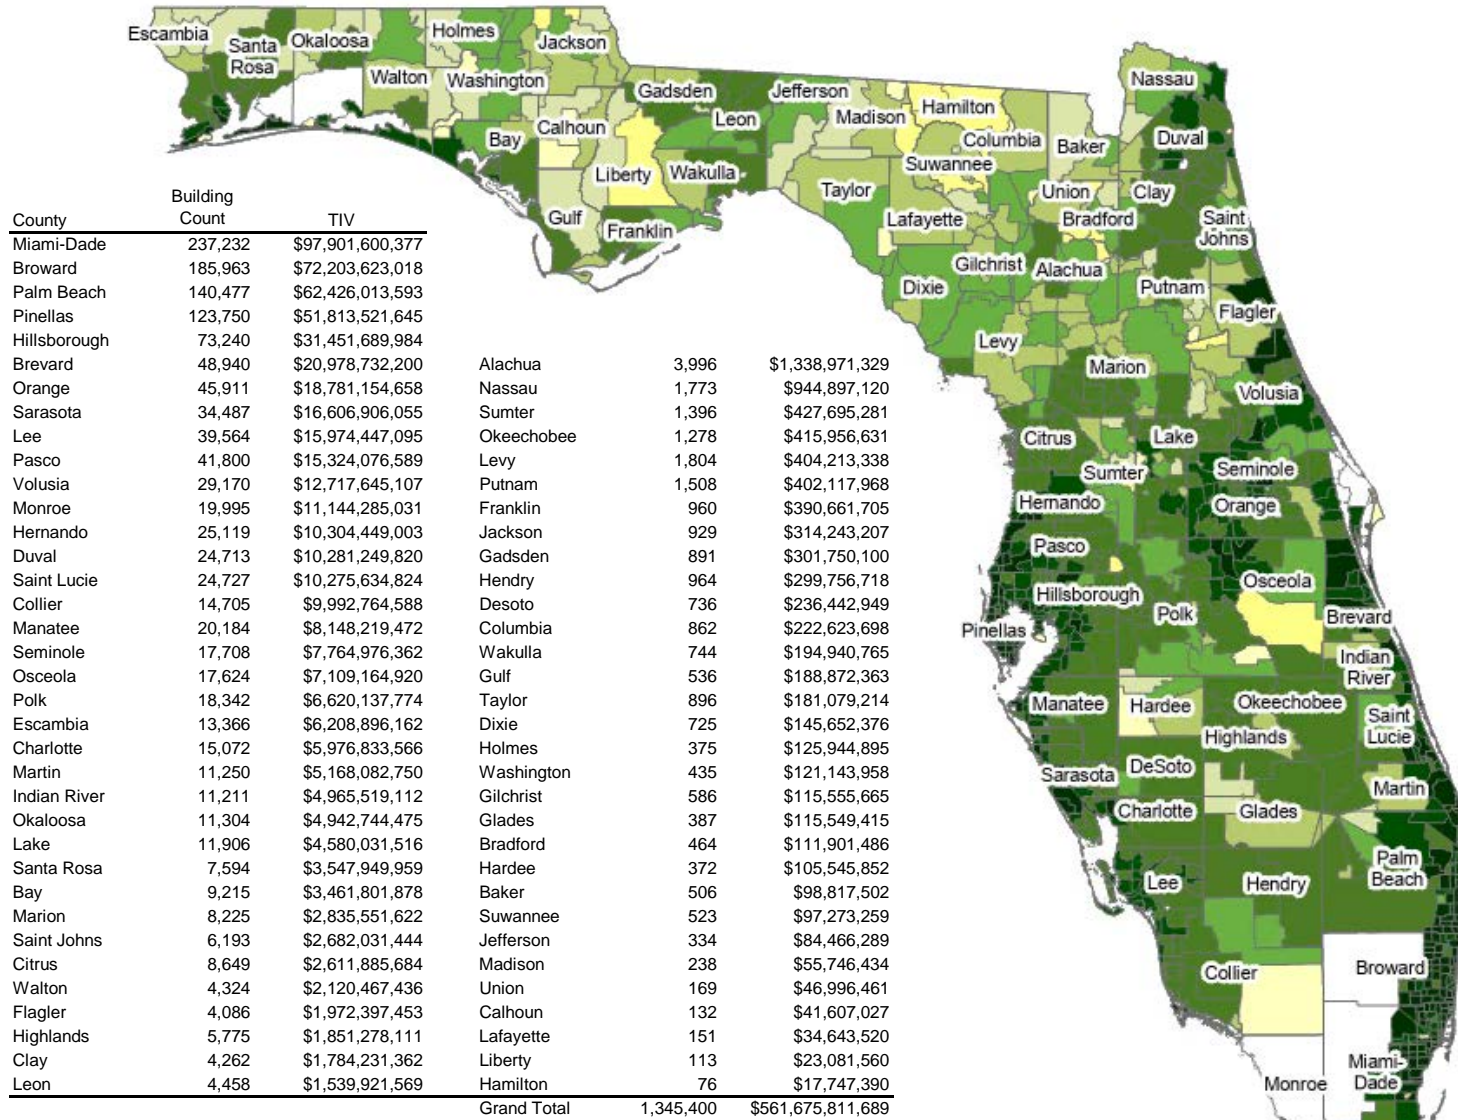 Building
County Count TIV
Miami-Dade 237,232 $97,901,600,377
Broward 185,963 $72,203,623,018
Palm Beach 140,477 $62,426,013,593
Pinellas 123,750 $51,813,521,645
Hillsborough 73,240 $31,451,689,984
Brevard 48,940 $20,978,732,200
Orange 45,911 $18,781,154,658
Sarasota 34,487 $16,606,906,055
Lee 39,564 $15,974,447,095
Pasco 41,800 $15,324,076,589
Volusia 29,170 $12,717,645,107
Monroe 19,995 $11,144,285,031
Hernando 25,119 $10,304,449,003
Duval 24,713 $10,281,249,820
Saint Lucie 24,727 $10,275,634,824
Collier 14,705 $9,992,764,588
Manatee 20,184 $8,148,219,472
Seminole 17,708 $7,764,976,362
Osceola 17,624 $7,109,164,920
Polk 18,342 $6,620,137,774
Escambia 13,366 $6,208,896,162
Charlotte 15,072 $5,976,833,566
Martin 11,250 $5,168,082,750
Indian River 11,211 $4,965,519,112
Okaloosa 11,304 $4,942,744,475
Lake 11,906 $4,580,031,516
Santa Rosa 7,594 $3,547,949,959
Bay 9,215 $3,461,801,878
Marion 8,225 $2,835,551,622
Saint Johns 6,193 $2,682,031,444
Citrus 8,649 $2,611,885,684
Walton 4,324 $2,120,467,436
Flagler 4,086 $1,972,397,453
Highlands 5,775 $1,851,278,111
Clay 4,262 $1,784,231,362
Leon 4,458 $1,539,921,569
Alachua 3,996 $1,338,971,329
Nassau 1,773 $944,897,120
Sumter 1,396 $427,695,281
Okeechobee 1,278 $415,956,631
Levy 1,804 $404,213,338
Putnam 1,508 $402,117,968
Franklin 960 $390,661,705
Jackson 929 $314,243,207
Gadsden 891 $301,750,100
Hendry 964 $299,756,718
Desoto 736 $236,442,949
Columbia 862 $222,623,698
Wakulla 744 $194,940,765
Gulf 536 $188,872,363
Taylor 896 $181,079,214
Dixie 725 $145,652,376
Holmes 375 $125,944,895
Washington 435 $121,143,958
Gilchrist 586 $115,555,665
Glades 387 $115,549,415
Bradford 464 $111,901,486
Hardee 372 $105,545,852
Baker 506 $98,817,502
Suwannee 523 $97,273,259
Jefferson 334 $84,466,289
Madison 238 $55,746,434
Union 169 $46,996,461
Calhoun 132 $41,607,027
Lafayette 151 $34,643,520
Liberty 113 $23,081,560
Hamilton 76 $17,747,390
Grand Total 1,345,400 $561,675,811,689
Escambia
Santa
Rosa
Okaloosa
Holmes
Jackson
Walton
Washington
Bay
Calhoun
Gulf
Liberty
Franklin
Gadsden
Leon
Wakulla
Jefferson
Madison
Hamilton
Columbia
Suwannee
Taylor
Lafayette
Baker
Nassau
Duval
Union
Clay
Bradford
Saint
Johns
Gilchrist
Alachua
Dixie
Putnam
Flagler
Levy
Marion
Volusia
Citrus
Lake
Sumter
Seminole
Hernando
Orange
Pasco
Osceola
Hillsborough
Polk
Brevard
Pinellas
Indian
River
Manatee
Hardee
Okeechobee
Saint
Lucie
Highlands
Sarasota
DeSoto
Martin
Charlotte
Glades
Palm
Beach
Lee
Hendry
Collier
Broward
Monroe
Miami-
Dade